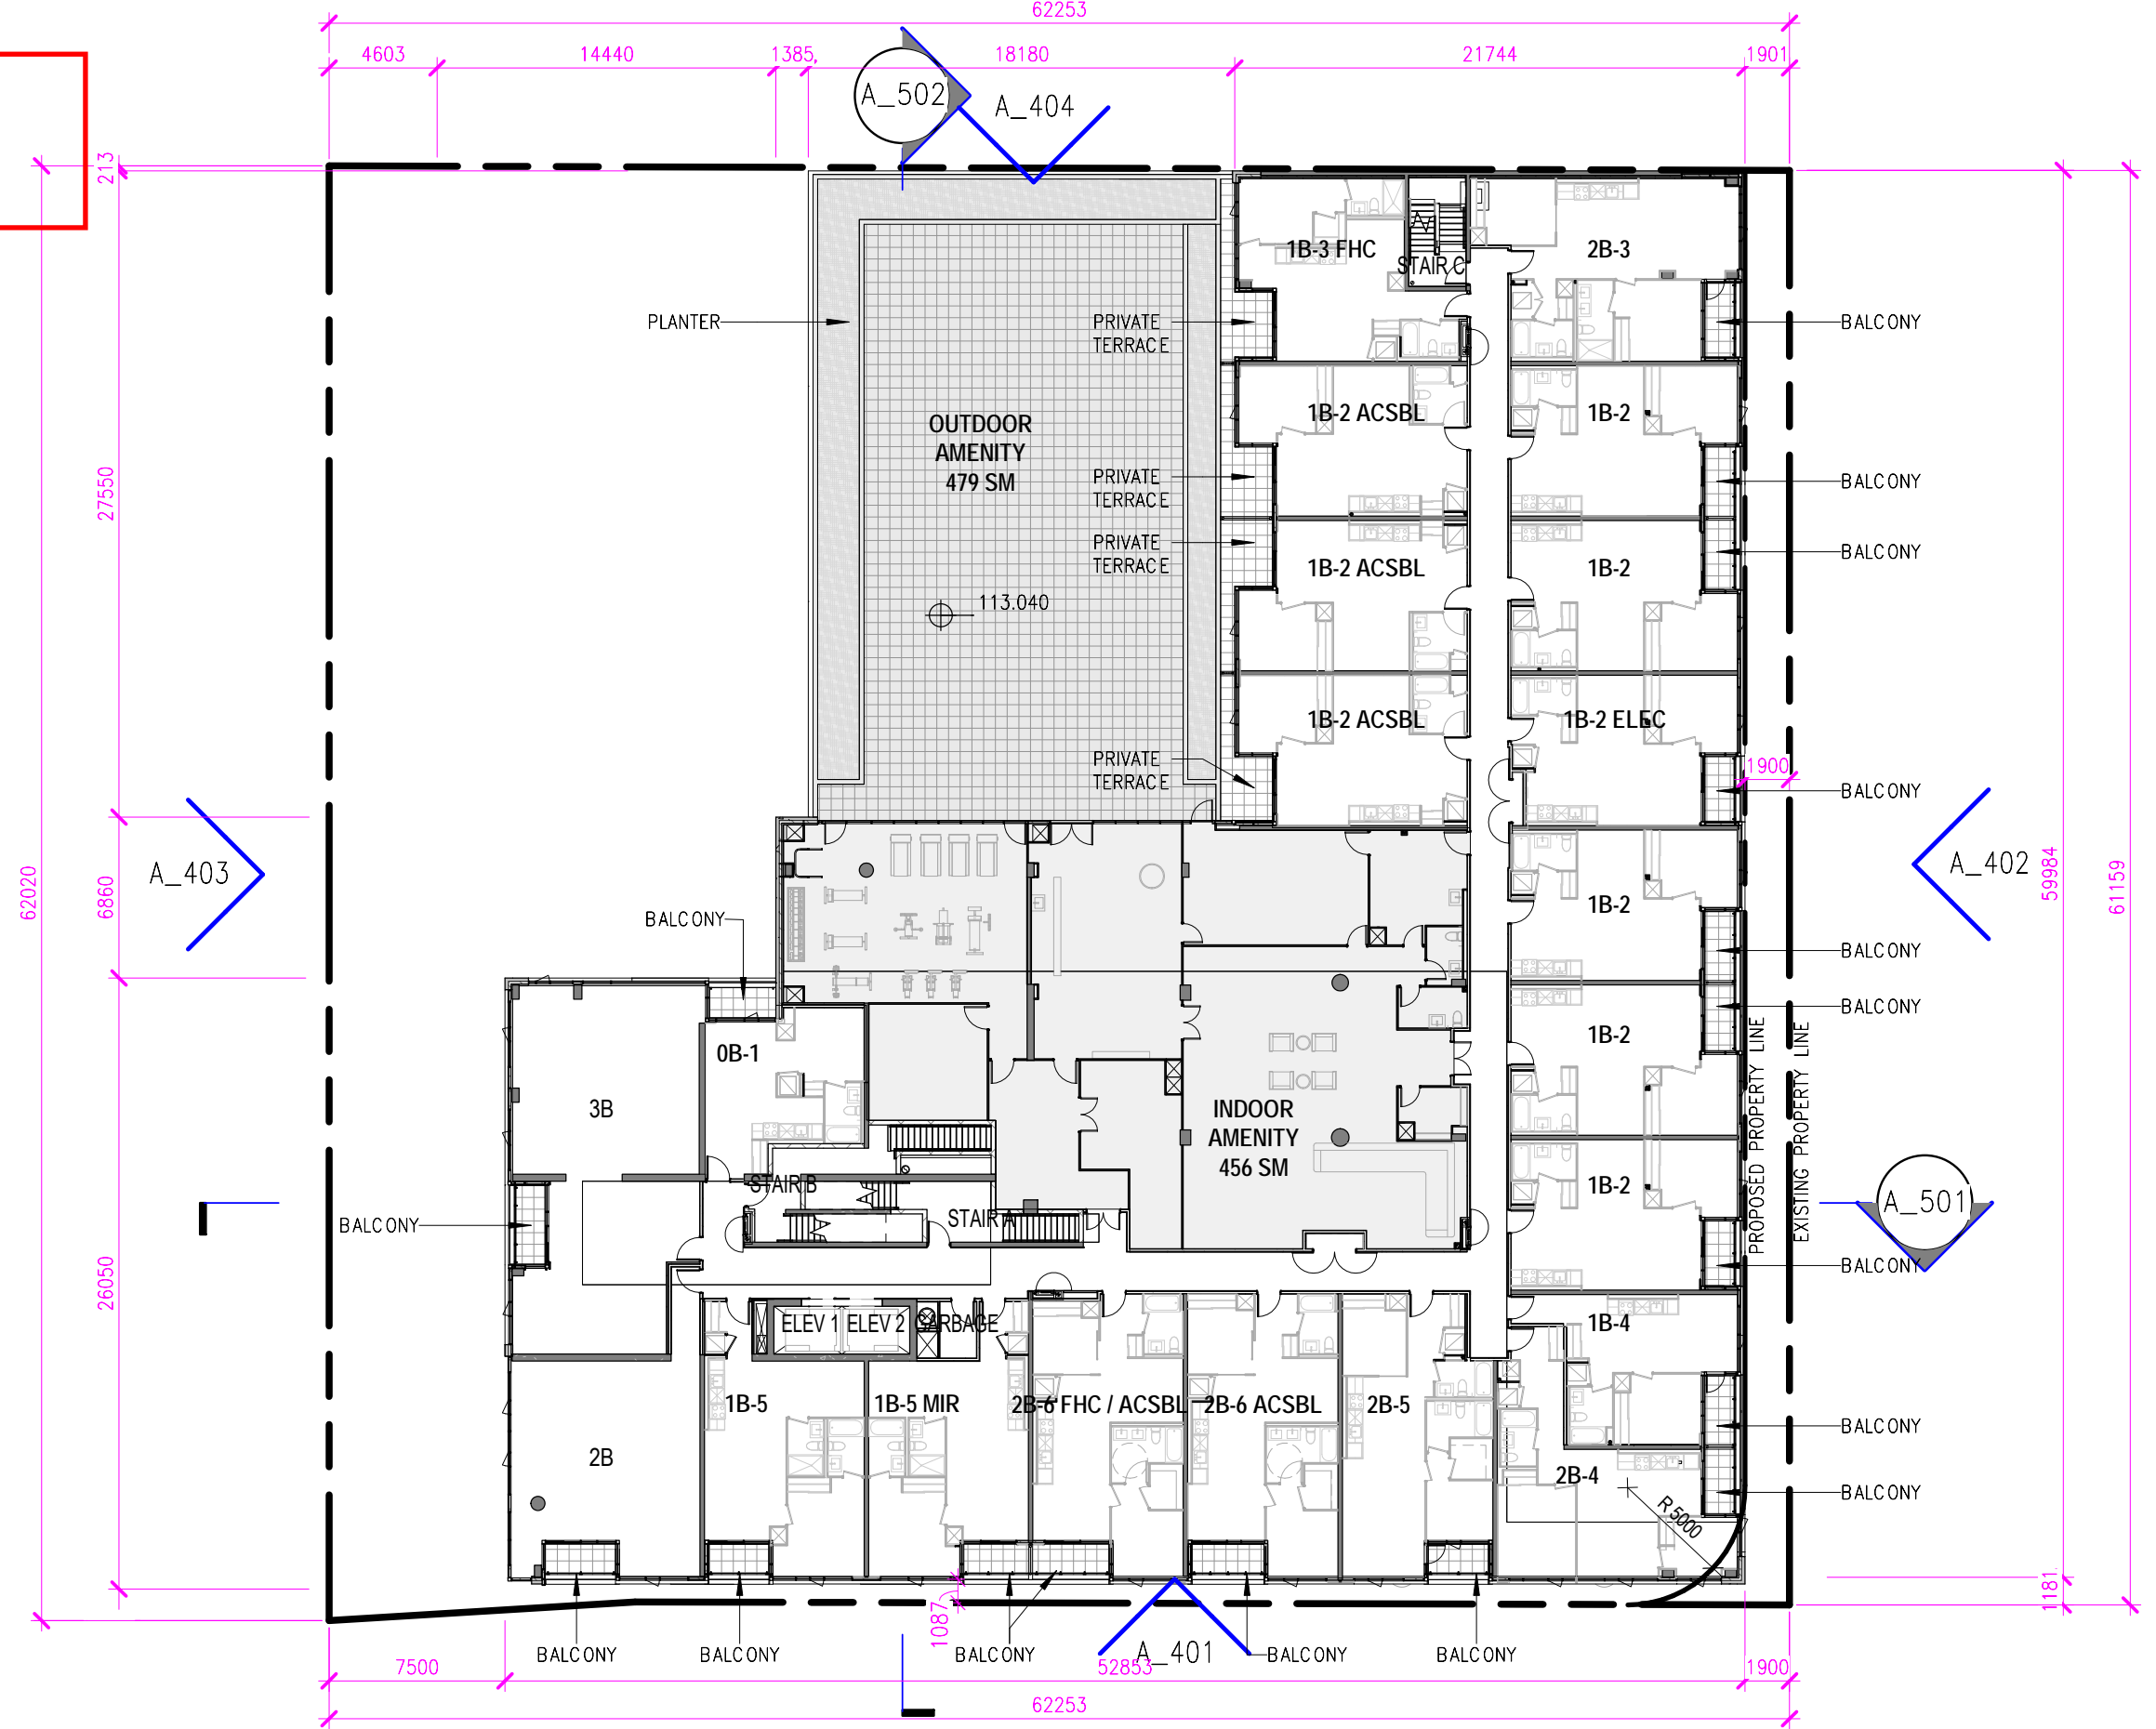 62253
4603
14440
1385
18180
21744
1901
A_502
A_404
213
1B-3 FHC
STAIR C
2B-3
PLANTER
PRIVATE
TERRACE
BALCONY
OUTDOOR
AMENITY
479 SM
1B-2 ACSBL
1B-2
27550
PRIVATE
TERRACE
BALCONY
PRIVATE
TERRACE
BALCONY
1B-2 ACSBL
1B-2
113.040
1B-2 ACSBL
1B-2 ELEC
PRIVATE
TERRACE
1900
BALCONY
A_403
A_402
62020
6860
59984
61159
1B-2
BALCONY
BALCONY
BALCONY
0B-1
1B-2
PROPOSED PROPERTY LINE
EXISTING PROPERTY LINE
3B
INDOOR
AMENITY
456 SM
STAIR B
1B-2
A_501
BALCONY
STAIR A
26050
BALCONY
ELEV 1
ELEV 2
GARBAGE
1B-4
1B-5
1B-5 MIR
2B-6 FHC / ACSBL
2B-6 ACSBL
2B-5
BALCONY
2B
2B-4
BALCONY
R5000
1087
1181
BALCONY
BALCONY
BALCONY
A_401
BALCONY
BALCONY
7500
52853
1900
62253